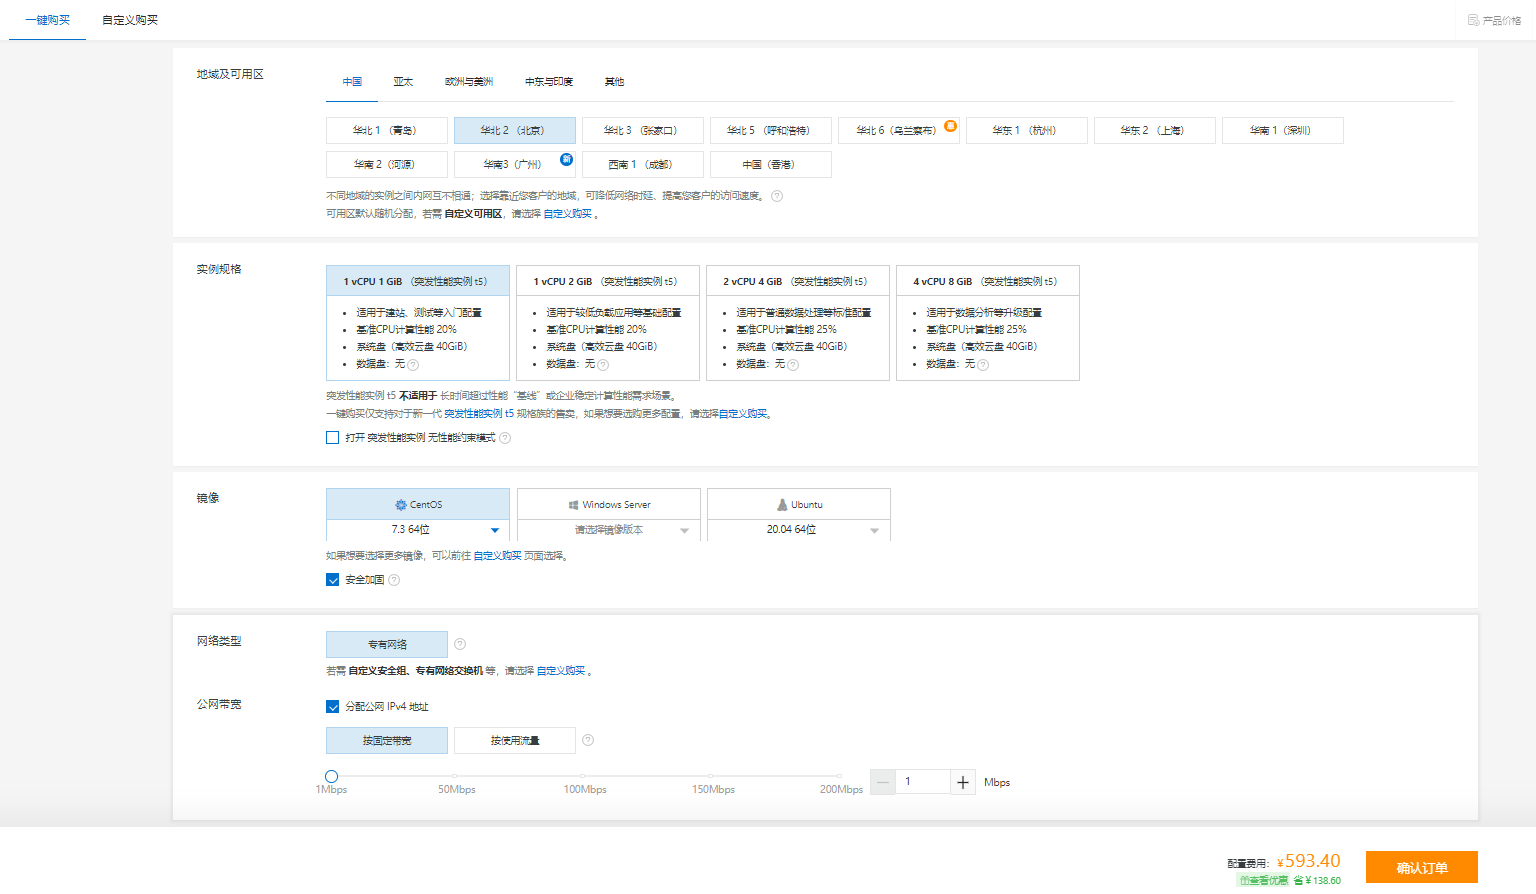 一键购买 自定义购买 产品价格
地域及可用区
中国 亚太 欧洲与美洲 中东与印度 其他
华北 1 （青岛） 华北 2 （北京） 华北 3 （张家口） 华北 5 （呼和浩特） 华北 6（乌兰察布） 惠 华东 1 （杭州） 华东 2 （上海） 华南 1（深圳）
华南 2（河源） 华南3（广州） 新 西南 1 （成都） 中国（香港）
不同地域的实例之间内网互不相通；选择靠近您客户的地域，可降低网络时延、提高您客户的访问速度。 ?
可用区默认随机分配，若需 自定义可用区，请选择 自定义购买 。
实例规格
1 vCPU 1 GiB （突发性能实例 t5） 1 vCPU 2 GiB （突发性能实例 t5） 2 vCPU 4 GiB （突发性能实例 t5） 4 vCPU 8 GiB （突发性能实例 t5）
• 适用于建站、测试等入门配置 • 适用于较低负载应用等基础配置 • 适用于普通数据处理等标准配置 • 适用于数据分析等升级配置
• 基准CPU计算性能 20% • 基准CPU计算性能 20% • 基准CPU计算性能 25% • 基准CPU计算性能 25%
• 系统盘（高效云盘 40GiB） • 系统盘（高效云盘 40GiB） • 系统盘（高效云盘 40GiB） • 系统盘（高效云盘 40GiB）
• 数据盘：无 ? • 数据盘：无 ? • 数据盘：无 ? • 数据盘：无 ?
突发性能实例 t5 不适用于 长时间超过性能“基线”或企业稳定计算性能需求场景。
一键购买仅支持对于新一代 突发性能实例 t5 规格族的售卖，如果想要选购更多配置，请选择自定义购买。
打开 突发性能实例 无性能约束模式 ?
镜像
CentOS Windows Server Ubuntu
7.3 64位 请选择镜像版本 20.04 64位
如果想要选择更多镜像，可以前往 自定义购买 页面选择。
安全加固 ?
网络类型
专有网络 ?
若需 自定义安全组、专有网络交换机 等，请选择 自定义购买 。
公网带宽
分配公网 IPv4 地址
按固定带宽 按使用流量 ?
1Mbps 50Mbps 100Mbps 150Mbps 200Mbps 1 Mbps
配置费用： ¥593.40 确认订单
查看优惠 省¥138.60